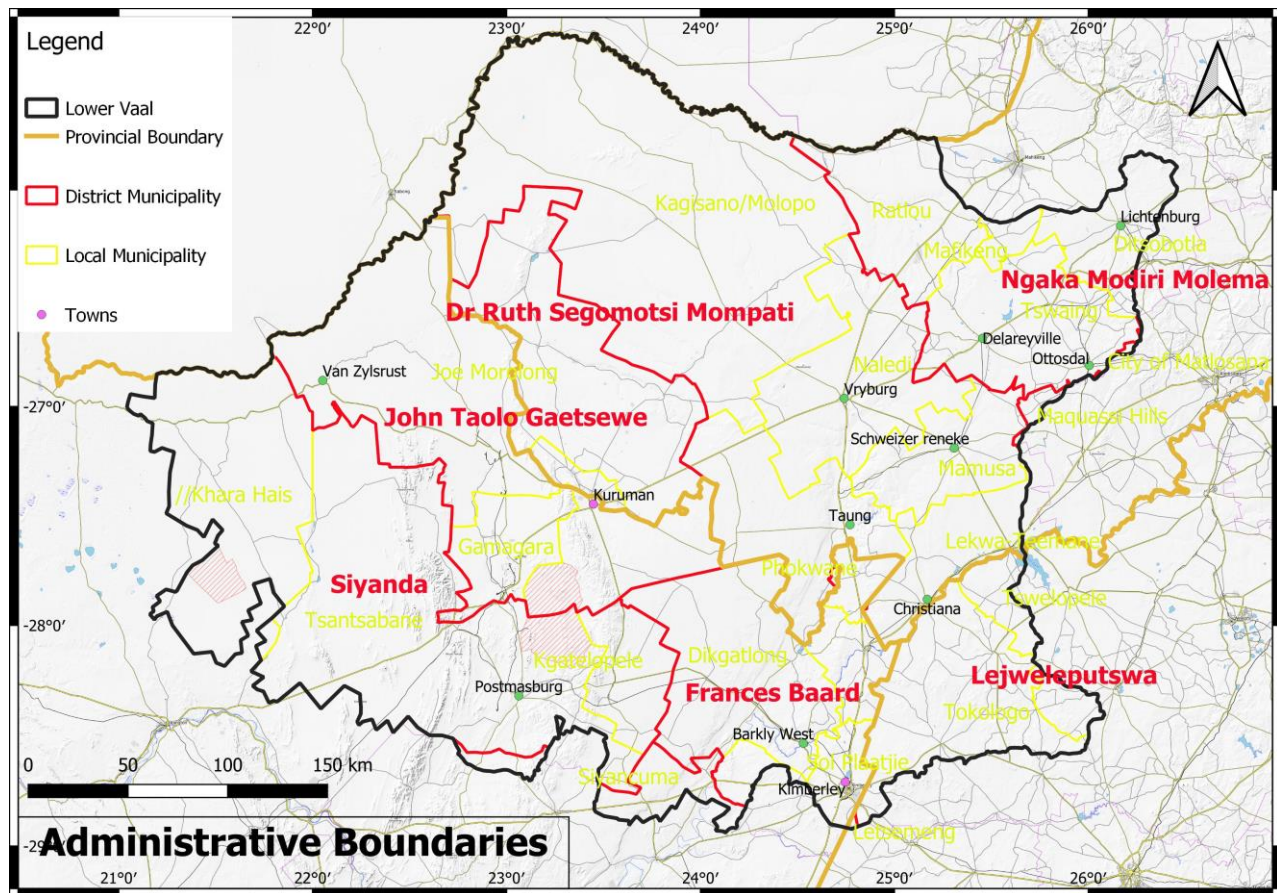 22°0′ 23°0′ 24°0′ 25°0′ 26°0′
Legend
Lower Vaal
Provincial Boundary
District Municipality
Local Municipality
Towns
Kagisano/Molopo
Ratlou
Lichtenburg
Ditsobotla
Mafikeng
Ngaka Modiri Molema
Dr Ruth Segomotsi Mompati
Tswaing
Delareyville
Ottosdal
City of Matlosana
Van Zylsrust
Joe Morolong
Naledi
Vryburg
27°0′
John Taolo Gaetsewe
Maquassi Hills
Schweizer reneke
Mamusa
//Khara Hais
Kuruman
Taung
Gamagara
Lekwa-Teemane
Phokwane
Siyanda
Tswelopele
Christiana
Tsantsabane
28°0′
Kgatelopele
Dikgatlong
Lejweleputswa
Postmasburg
Frances Baard
Tokologo
Barkly West
Sol Plaatjie
Siyancuma
Kimberley
0 50 100 150 km
Letsemeng
Administrative Boundaries
29°0′
21°0′ 22°0′ 23°0′ 24°0′ 25°0′ 26°0′